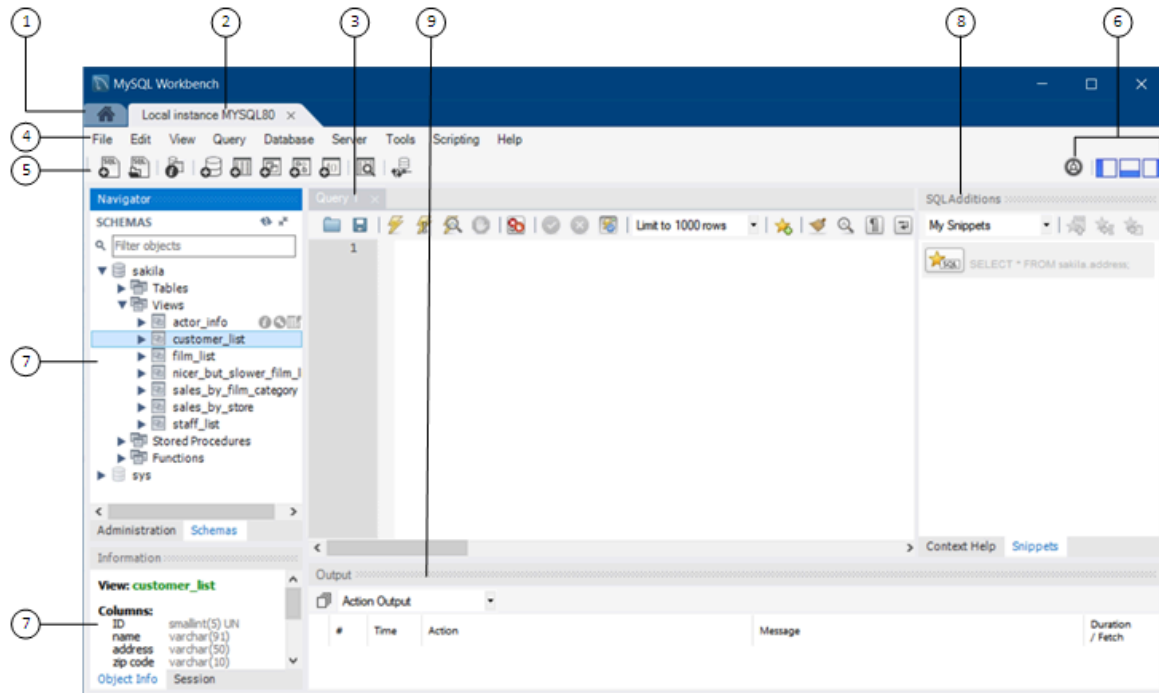 1 2 3 9 8 6
MySQL Workbench
1
Local instance MYSQL80 ×
4
File Edit View Query Database Server Tools Scripting Help
5
Navigator
SCHEMAS
Filter objects
sakila
Tables
Views
actor_info
customer_list
film_list
nicer_but_slower_film_l
sales_by_film_category
sales_by_store
staff_list
Stored Procedures
Functions
sys
7
Administration Schemas
Information
View: customer_list
Columns:
ID smallint(5) UN
name varchar(91)
address varchar(50)
zip code varchar(10)
7
Object Info Session
Query 1 ×
Limit to 1000 rows
1
SQLAdditions
My Snippets
SQL SELECT * FROM sakila.address;
Context Help Snippets
Output
Action Output
# Time Action Message Duration
/ Fetch